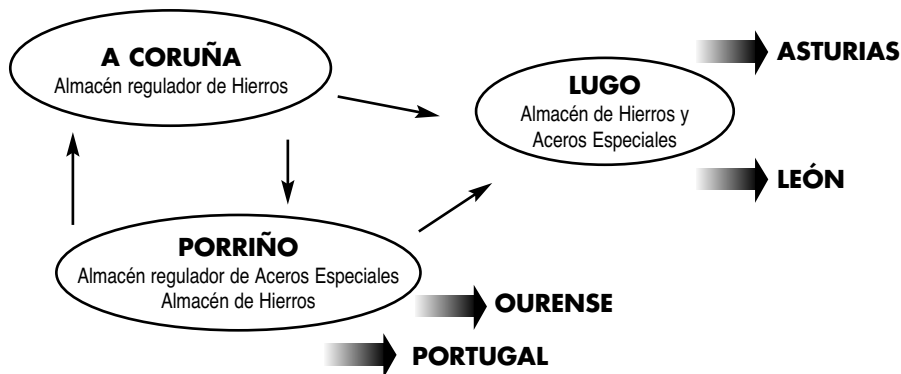 A CORUÑA
Almacén regulador de Hierros
LUGO
Almacén de Hierros y
Aceros Especiales
ASTURIAS
LEÓN
PORRIÑO
Almacén regulador de Aceros Especiales
Almacén de Hierros
OURENSE
PORTUGAL